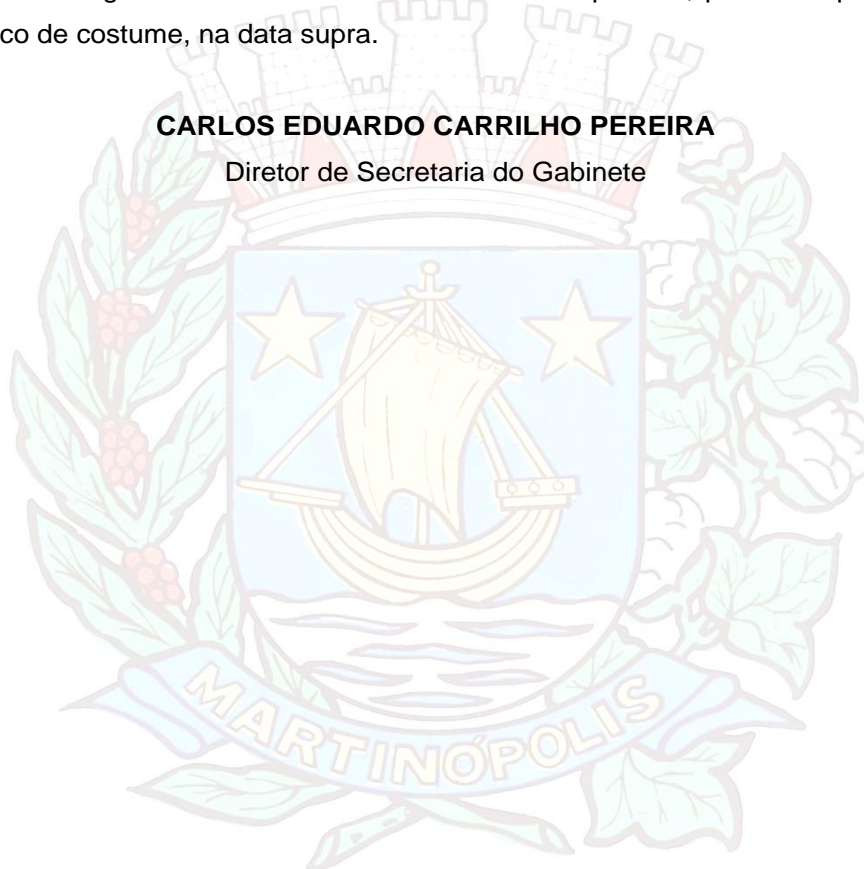 co de costume, na data supra.
CARLOS EDUARDO CARRILHO PEREIRA
Diretor de Secretaria do Gabinete
MARTINÓPOLIS